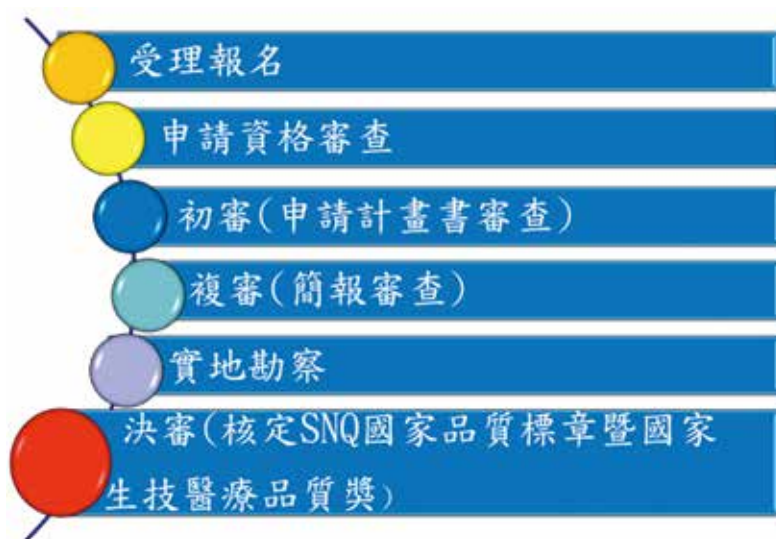 受理報名
申請資格審查
初審(申請計畫書審查)
複審(簡報審查)
實地勘察
決審(核定SNQ國家品質標章暨國家
生技醫療品質獎)